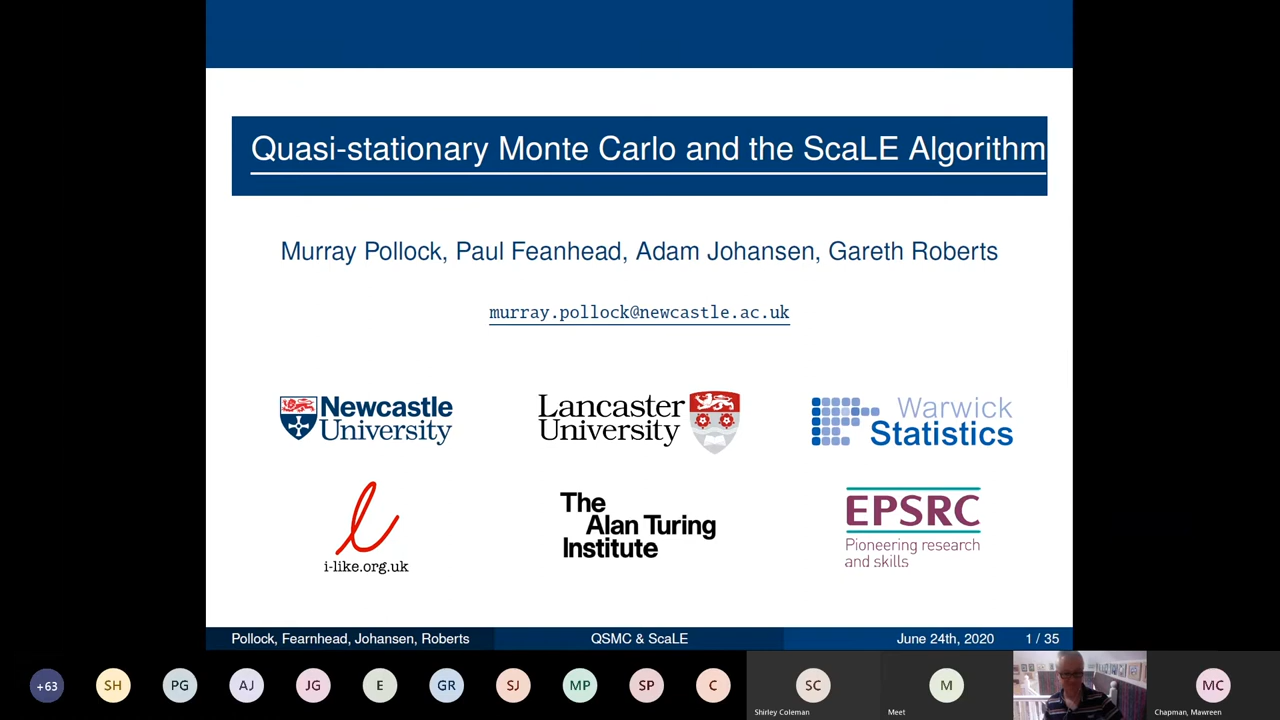 Quasi-stationary Monte Carlo and the ScaLE Algorithm
Murray Pollock, Paul Feanhead, Adam Johansen, Gareth Roberts
murray.pollock@newcastle.ac.uk
Newcastle
University
Lancaster
University
Warwick
Statistics
l
i-like.org.uk
The
Alan Turing
Institute
EPSRC
Pioneering research
and skills
Pollock, Fearnhead, Johansen, Roberts
QSMC & ScaLE
June 24th, 2020
1 / 35
+63
SH
PG
AJ
JG
E
GR
SJ
MP
SP
C
SC
Shirley Coleman
M
Meet
MC
Chapman, Mawreen